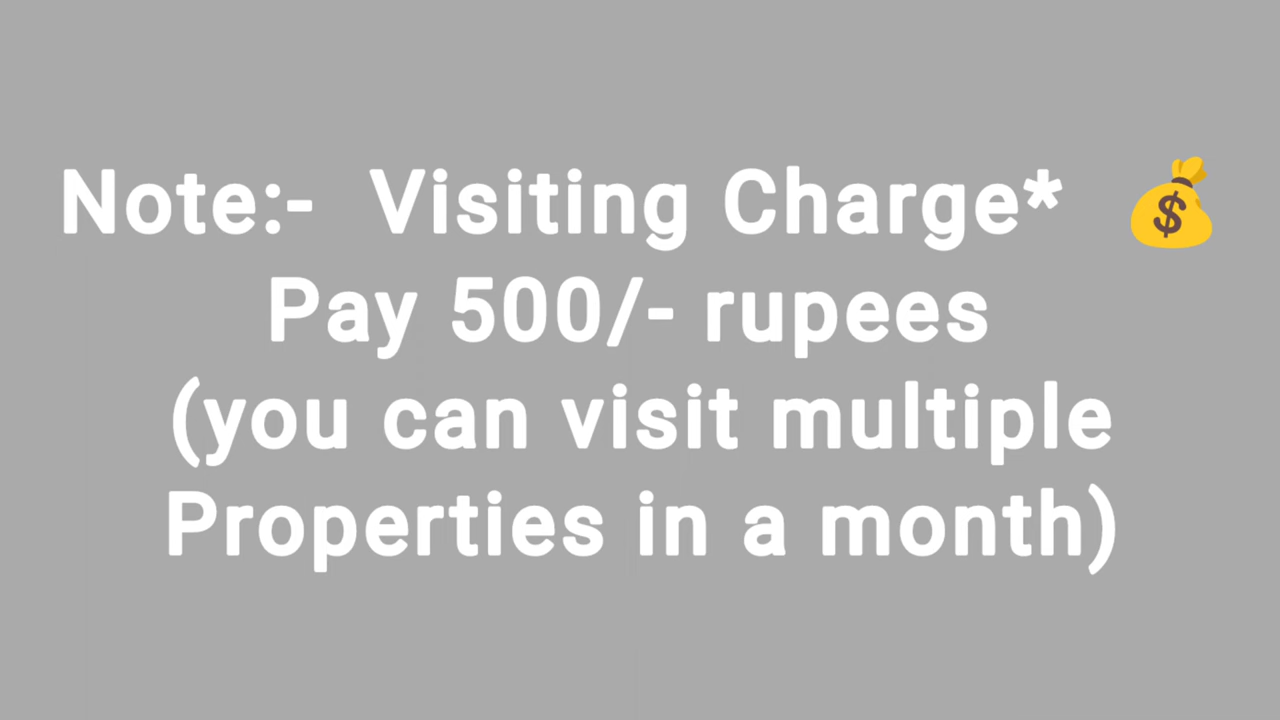 Note:- Visiting Charge* 💰
Pay 500/- rupees
(you can visit multiple
Properties in a month)